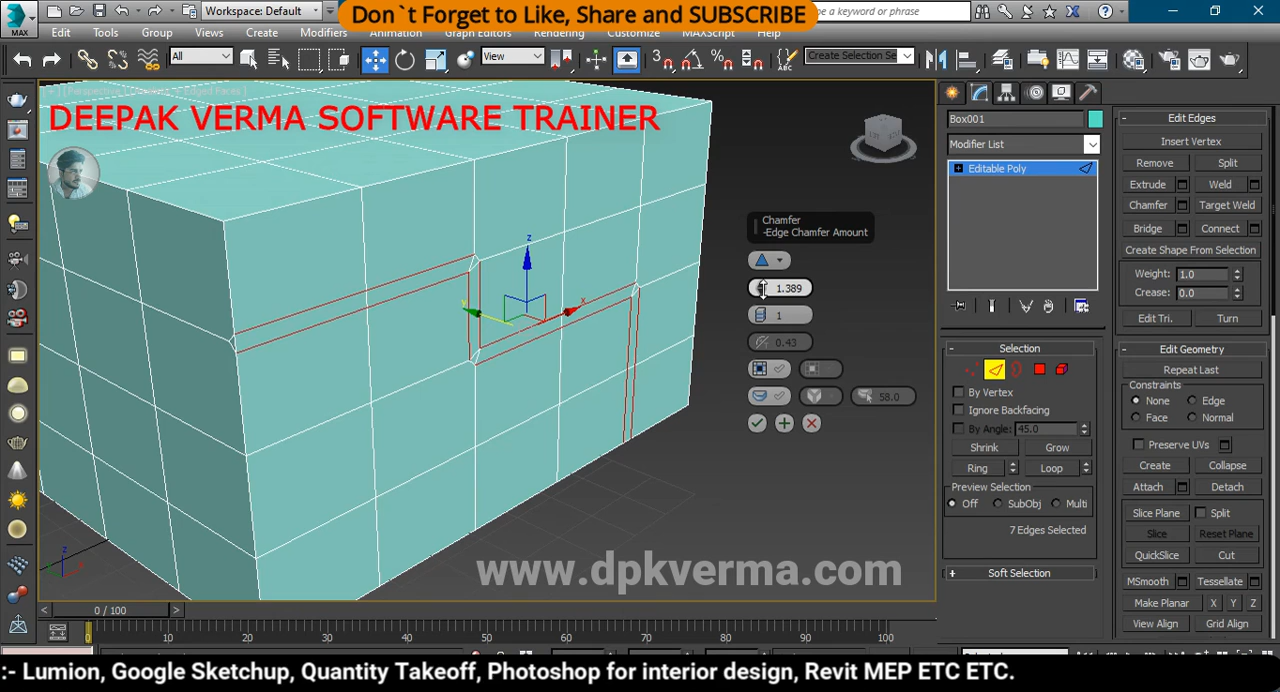 Workspace: Default
Don`t Forget to Like, Share and SUBSCRIBE
e a keyword or phrase
MAX
Edit Tools Group Views Create Modifiers Animation Graph Editors Rendering Customize MAXScript Help
All
View
Create Selection Se
DEEPAK VERMA SOFTWARE TRAINER
Chamfer
-Edge Chamfer Amount
1.389
1
0.43
58.0
z
y
x
z
x
Box001
Modifier List
Editable Poly
Selection
By Vertex
Ignore Backfacing
By Angle: 45.0
Shrink Grow
Ring Loop
Preview Selection
Off SubObj Multi
7 Edges Selected
Soft Selection
Edit Edges
Insert Vertex
Remove Split
Extrude Weld
Chamfer Target Weld
Bridge Connect
Create Shape From Selection
Weight: 1.0
Crease: 0.0
Edit Tri. Turn
Edit Geometry
Repeat Last
Constraints
None Edge
Face Normal
Preserve UVs
Create Collapse
Attach Detach
Slice Plane Split
Slice Reset Plane
QuickSlice Cut
MSmooth Tessellate
Make Planar X Y Z
View Align Grid Align
www.dpkverma.com
0 / 100
0 10 20 30 40 50 60 70 80 90 100
:- Lumion, Google Sketchup, Quantity Takeoff, Photoshop for interior design, Revit MEP ETC ETC.